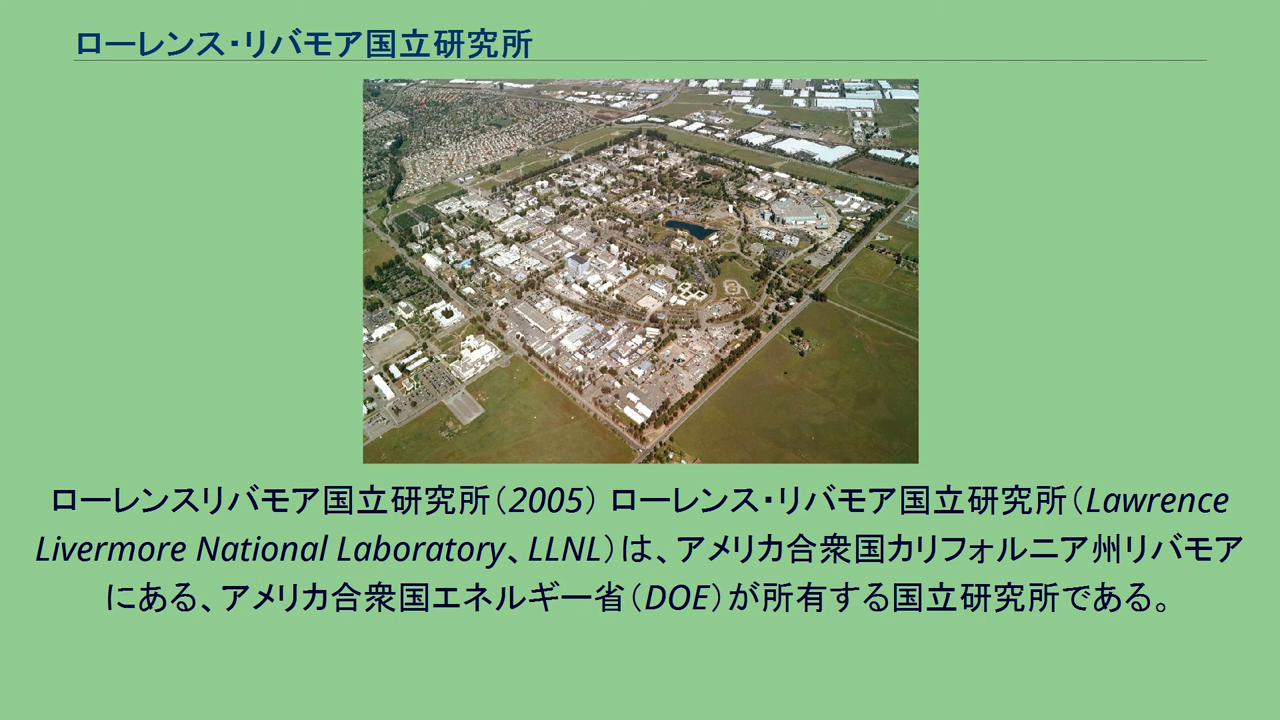 ローレンス・リバモア国立研究所
ローレンスリバモア国立研究所（2005） ローレンス・リバモア国立研究所（Lawrence
Livermore National Laboratory、LLNL）は、アメリカ合衆国カリフォルニア州リバモア
にある、アメリカ合衆国エネルギー省（DOE）が所有する国立研究所である。